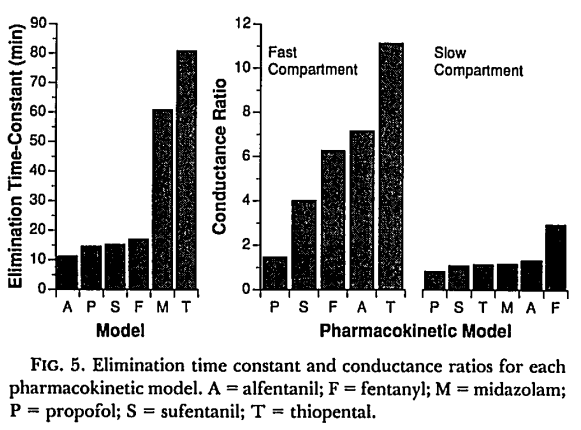 Elimination Time-Constant (min)
90
80
70
60
50
40
30
20
10
0
A P S F M T
Model
Conductance Ratio
12
10
8
6
4
2
0
Fast
Compartment
Slow
Compartment
P S F A T
P S T M A F
Pharmacokinetic Model
FIG. 5. Elimination time constant and conductance ratios for each
pharmacokinetic model. A = alfentanil; F = fentanyl; M = midazolam;
P = propofol; S = sufentanil; T = thiopental.